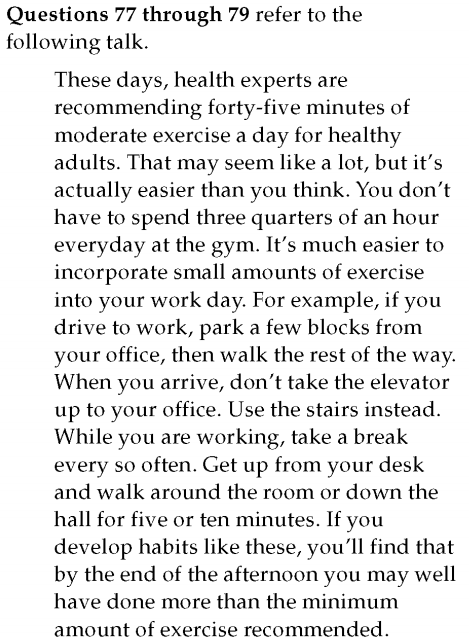 Questions 77 through 79 refer to the
following talk.
These days, health experts are
recommending forty-five minutes of
moderate exercise a day for healthy
adults. That may seem like a lot, but it's
actually easier than you think. You don't
have to spend three quarters of an hour
everyday at the gym. It's much easier to
incorporate small amounts of exercise
into your work day. For example, if you
drive to work, park a few blocks from
your office, then walk the rest of the way.
When you arrive, don't take the elevator
up to your office. Use the stairs instead.
While you are working, take a break
every so often. Get up from your desk
and walk around the room or down the
hall for five or ten minutes. If you
develop habits like these, you'll find that
by the end of the afternoon you may well
have done more than the minimum
amount of exercise recommended.